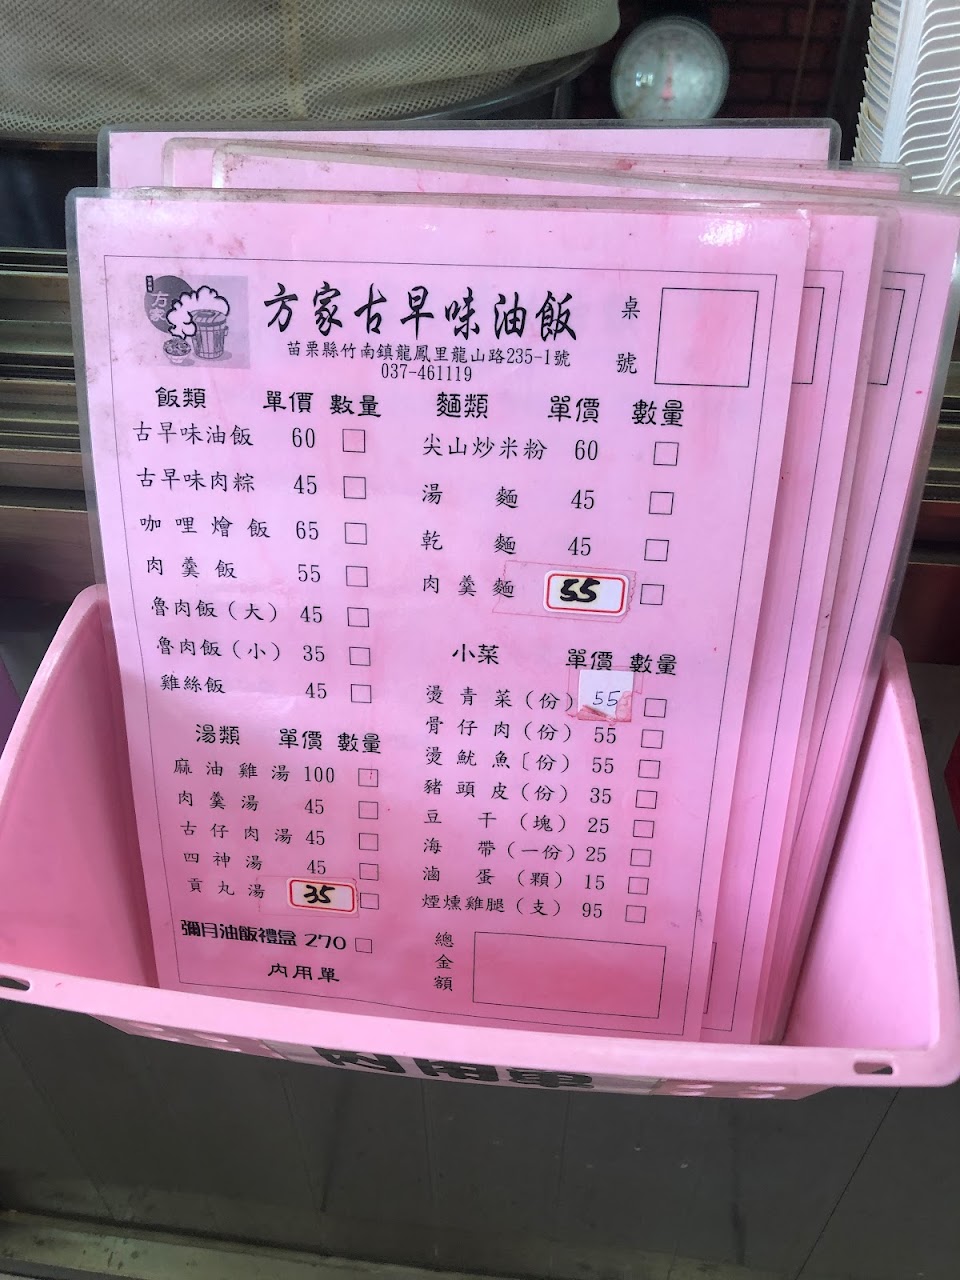 方家
方家古早味油飯
苗栗縣竹南鎮龍鳳里龍山路235-1號
037-461119
桌號
飯類 單價 數量
古早味油飯 60
古早味肉粽 45
咖哩燴飯 65
肉羹飯 55
魯肉飯（大） 45
魯肉飯（小） 35
雞絲飯 45
湯類 單價 數量
麻油雞湯 100
肉羹湯 45
古仔肉湯 45
四神湯 45
貢丸湯 35
彌月油飯禮盒 270
內用單
麵類 單價 數量
尖山炒米粉 60
湯麵 45
乾麵 45
肉羹麵 55
小菜 單價 數量
燙青菜（份） 55
骨仔肉（份） 55
燙魷魚〔份） 55
豬頭皮（份） 35
豆干（塊） 25
海帶（一份） 25
滷蛋（顆） 15
煙燻雞腿（支） 95
總金額
內用單